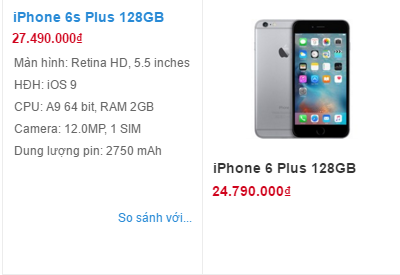 iPhone 6s Plus 128GB
27.490.000₫
Màn hình: Retina HD, 5.5 inches
HĐH: iOS 9
CPU: A9 64 bit, RAM 2GB
Camera: 12.0MP, 1 SIM
Dung lượng pin: 2750 mAh
So sánh với...
iPhone 6 Plus 128GB
24.790.000₫